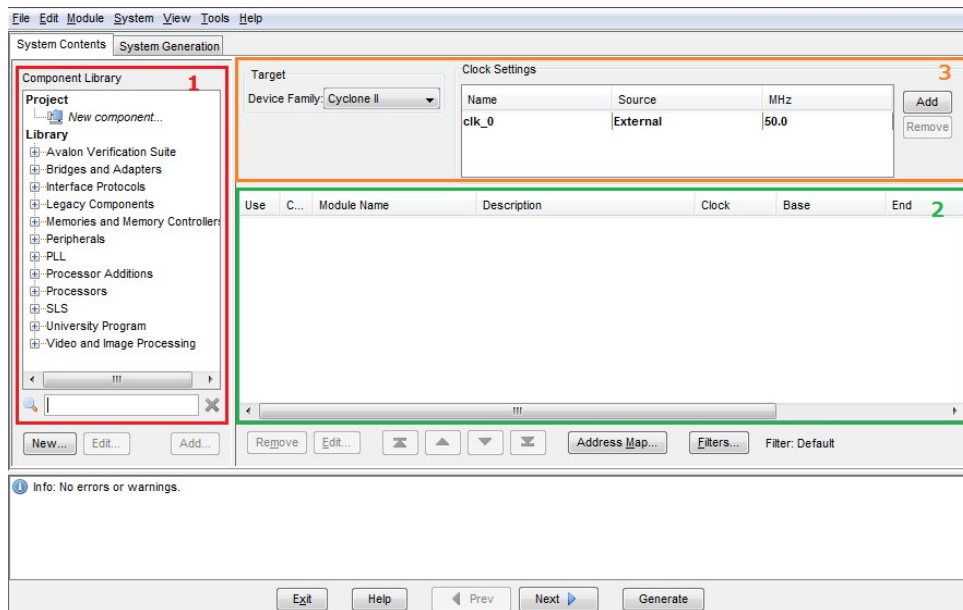 File Edit Module System View Tools Help
System Contents System Generation
Component Library 1
Project
New component...
Library
Avalon Verification Suite
Bridges and Adapters
Interface Protocols
Legacy Components
Memories and Memory Controllers
Peripherals
PLL
Processor Additions
Processors
SLS
University Program
Video and Image Processing
New... Edit... Add...
Target
Device Family: Cyclone II
Clock Settings 3
Name Source MHz
clk_0 External 50.0
Add
Remove
Use C... Module Name Description Clock Base End
2
Remove Edit... Address Map... Filters... Filter: Default
Info: No errors or warnings.
Exit Help Prev Next Generate